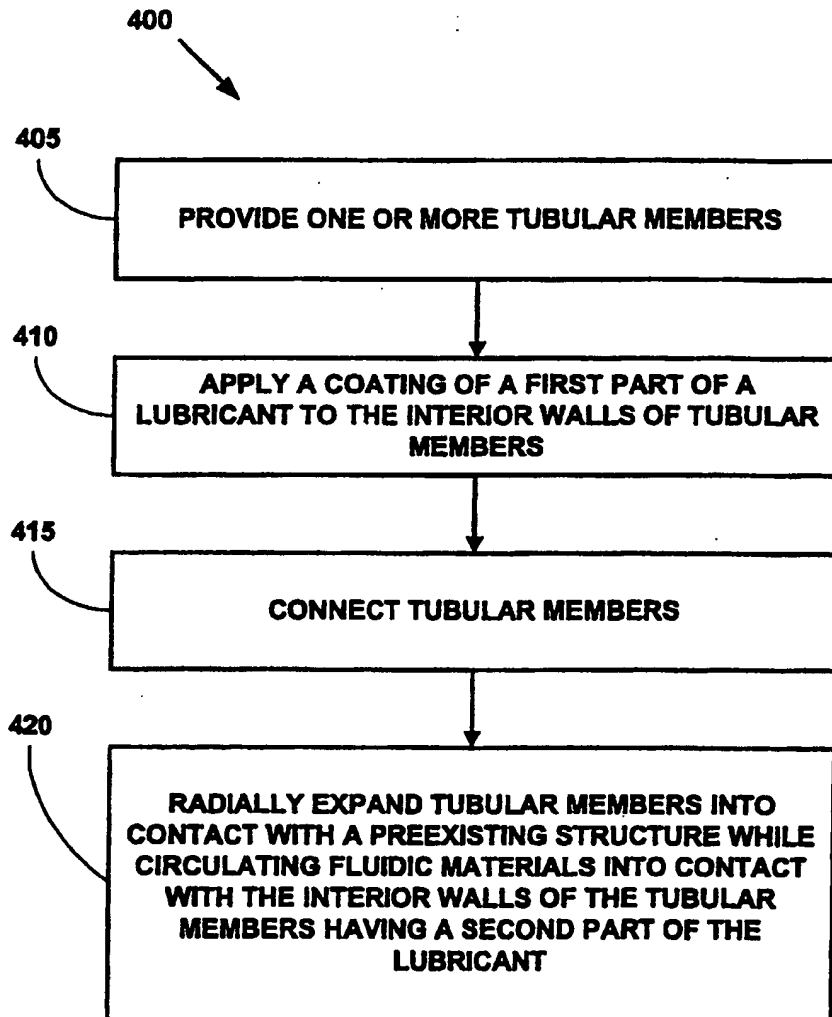 400
405
PROVIDE ONE OR MORE TUBULAR MEMBERS
410
APPLY A COATING OF A FIRST PART OF A
LUBRICANT TO THE INTERIOR WALLS OF TUBULAR
MEMBERS
415
CONNECT TUBULAR MEMBERS
420
RADIALLY EXPAND TUBULAR MEMBERS INTO
CONTACT WITH A PREEXISTING STRUCTURE WHILE
CIRCULATING FLUIDIC MATERIALS INTO CONTACT
WITH THE INTERIOR WALLS OF THE TUBULAR
MEMBERS HAVING A SECOND PART OF THE
LUBRICANT